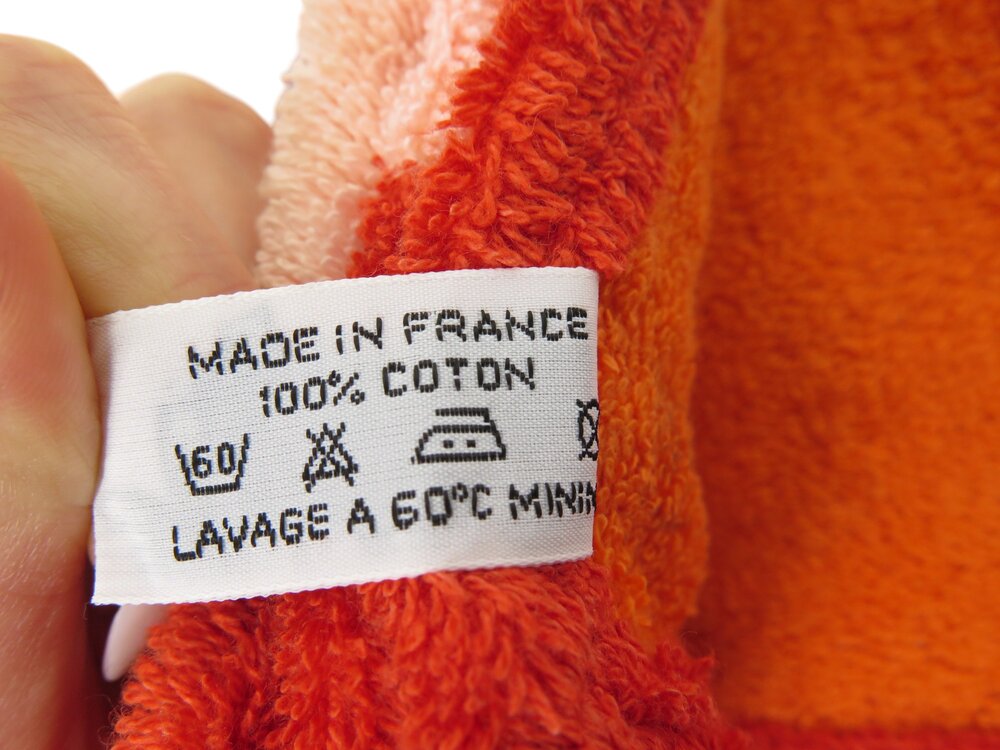 MADE IN FRANCE
100% COTON
60
LAVAGE A 60°C